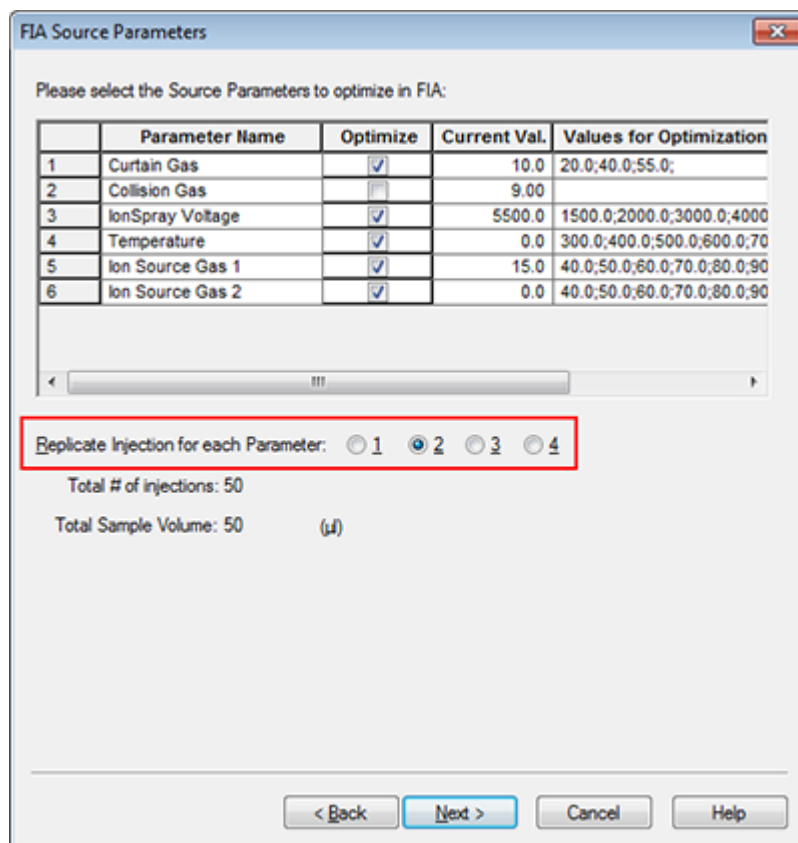 FIA Source Parameters
Please select the Source Parameters to optimize in FIA:
Parameter Name Optimize Current Val. Values for Optimization
1 Curtain Gas 10.0 20.0;40.0;55.0;
2 Collision Gas 9.00
3 IonSpray Voltage 5500.0 1500.0;2000.0;3000.0;4000
4 Temperature 0.0 300.0;400.0;500.0;600.0;70
5 Ion Source Gas 1 15.0 40.0;50.0;60.0;70.0;80.0;90
6 Ion Source Gas 2 0.0 40.0;50.0;60.0;70.0;80.0;90
Replicate Injection for each Parameter: 1 2 3 4
Total # of injections: 50
Total Sample Volume: 50 (µl)
< Back Next > Cancel Help